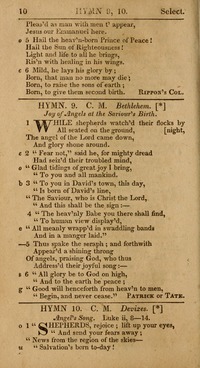 10 HYMN 9, 10. Select.
Pleas'd as man with men t' appear,
Jesus our Emmanuel here.
e 5 Hail the heav'n-born Prince of Peace!
Hail the Sun of Righteousness!
Light and life to all he brings,
Ris'n with healing in his wings.
e 6 Mild, he lays his glory by;
Born, that man no more may die;
Born, to raise the sons of earth;
Born, to give them second birth. RIPPON'S COL.
HYMN. 9. C. M. Bethlehem. [*]
Joy of Angels at the Saviour's Birth.
1 WHILE shepherds watch'd their flocks by
All seated on the ground, [night,
The angel of the Lord came down,
And glory shone around.
e 2 " Fear not," said he, for mighty dread
Had seiz'd their troubled mind,
o " Glad tidings of great joy I bring,
" To you and all mankind.
b 3 " To you in David's town, this day,
" Is born of David's line,
" The Saviour, who is Christ the Lord,
" And this shall be the sign:—
4 " The heav'nly Babe you there shall find,
" To human view display'd,
e " All meanly wrapp'd in swaddling bands
" And in a manger laid."
—5 Thus spake the seraph; and forthwith
Appear'd a shining throng
Of angels, praising God, who thus
Address'd their joyful song:—
6 " All glory be to God on high,
" And to the earth be peace;
g " Good will henceforth from heav'n to men,
" Begin, and never cease." PATRICK or TATE.
HYMN 10. C. M. Devizes. [*]
Angel's Song. Luke ii, 8—14.
o 1 " SHEPHERDS, rejoice; lift up your eyes,
" And send your fears away;
" News from the region of the skies—
" Salvation's born to-day!